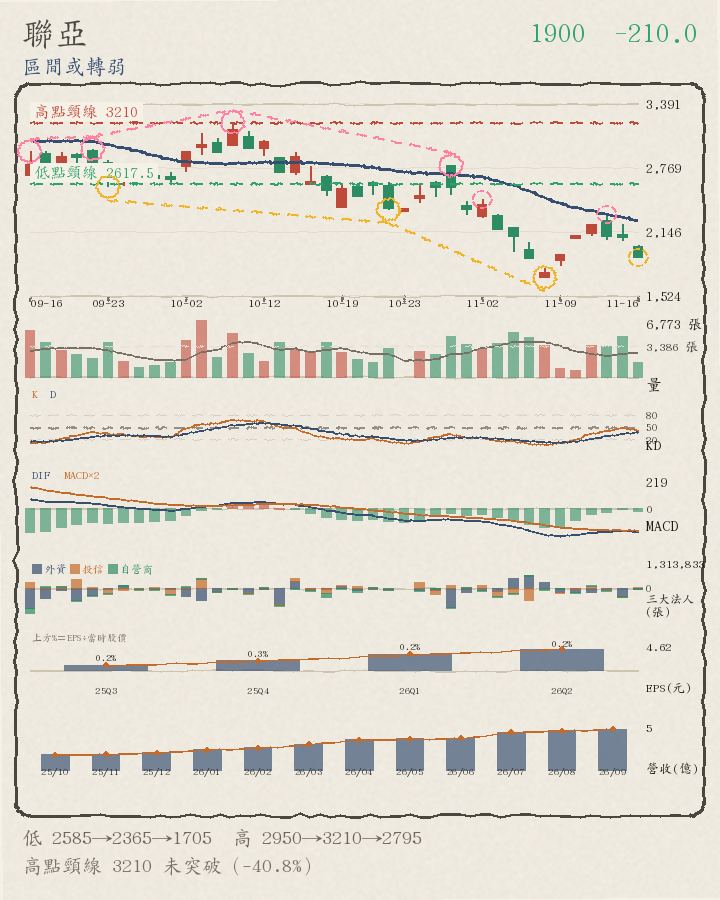 聯亞
1900 -210.0
區間或轉弱
高點頸線 3210
3,391
2,769
低點頸線 2617.5
2,146
1,524
09-16 09-23 10-02 10-12 10-19 10-23 11-02 11-09 11-16
6,773 張
3,386 張
量
K D
80
50
20
KD
DIF MACD×2
219
0
MACD
1,313,833
外資 投信 自營商
0
三大法人
(張)
上方%=EPS÷當時股價
4.62
0.2% 0.3% 0.2% 0.2%
25Q3 25Q4 26Q1 26Q2
EPS(元)
5
25/10 25/11 25/12 26/01 26/02 26/03 26/04 26/05 26/06 26/07 26/08 26/09
營收(億)
低 2585→2365→1705 高 2950→3210→2795
高點頸線 3210 未突破 (-40.8%)